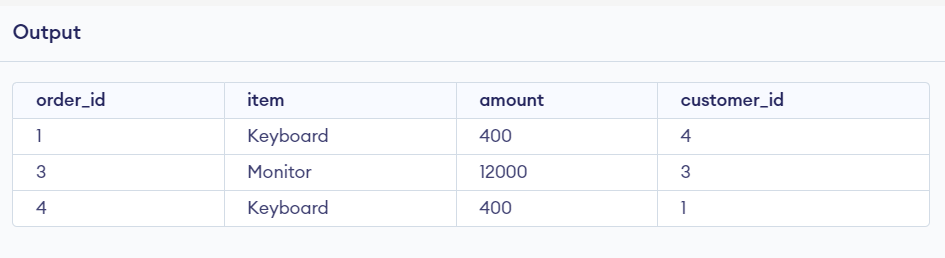 Output
order_id item amount customer_id
1 Keyboard 400 4
3 Monitor 12000 3
4 Keyboard 400 1